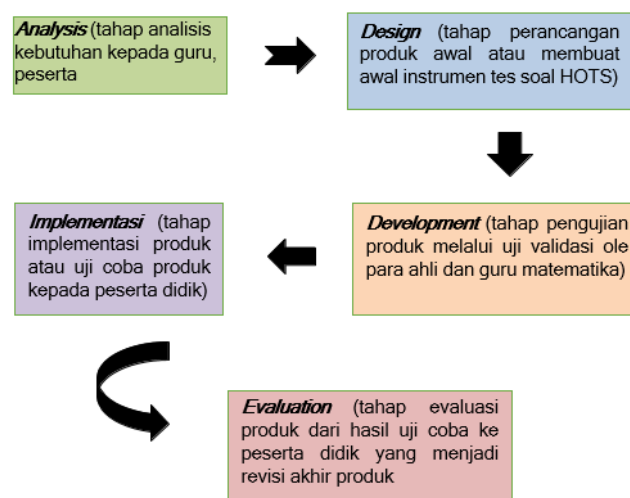 Analysis (tahap analisis
kebutuhan kepada guru,
peserta
Design (tahap perancangan
produk awal atau membuat
awal instrumen tes soal HOTS)
Development (tahap pengujian
produk melalui uji validasi ole
para ahli dan guru matematika)
Implementasi (tahap
implementasi produk
atau uji coba produk
kepada peserta didik)
Evaluation (tahap evaluasi
produk dari hasil uji coba ke
peserta didik yang menjadi
revisi akhir produk